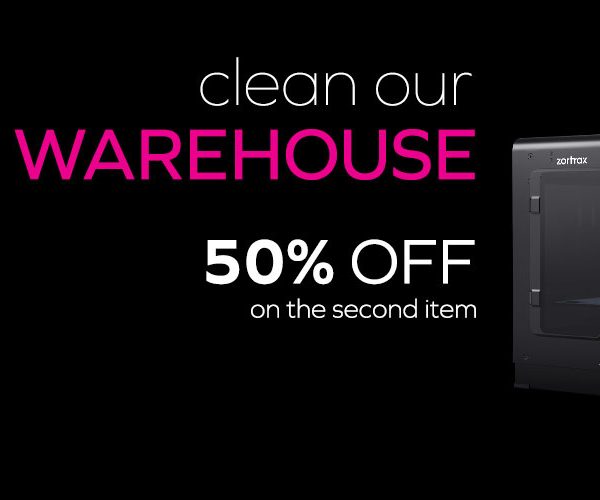 clean our
WAREHOUSE
zortrax
50% OFF
on the second item